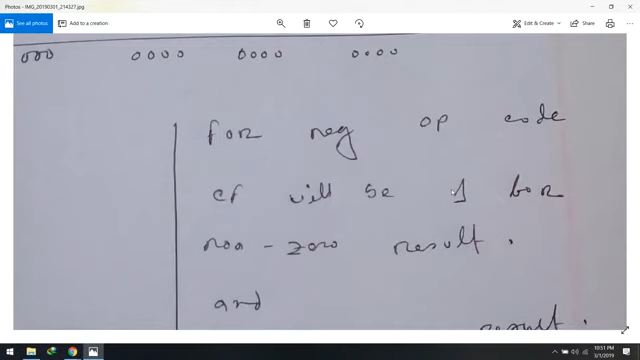 Photos - IMG_20190301_214327.jpg
See all photos
Add to a creation
Edit & Create
Share
000 0000 0000 0000
for neg op code
cf will be 1 for
non-zero result.
and
result.
10:51 PM
3/1/2019